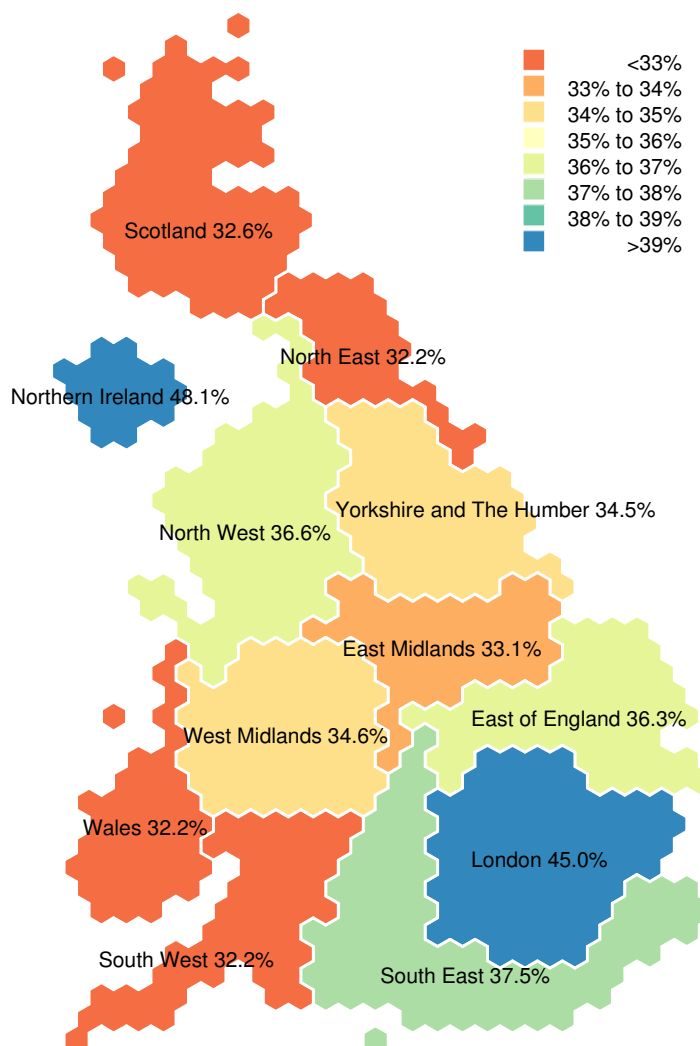 <33%
33% to 34%
34% to 35%
35% to 36%
36% to 37%
37% to 38%
38% to 39%
>39%
Scotland 32.6%
North East 32.2%
Northern Ireland 48.1%
Yorkshire and The Humber 34.5%
North West 36.6%
East Midlands 33.1%
East of England 36.3%
West Midlands 34.6%
Wales 32.2%
London 45.0%
South West 32.2%
South East 37.5%